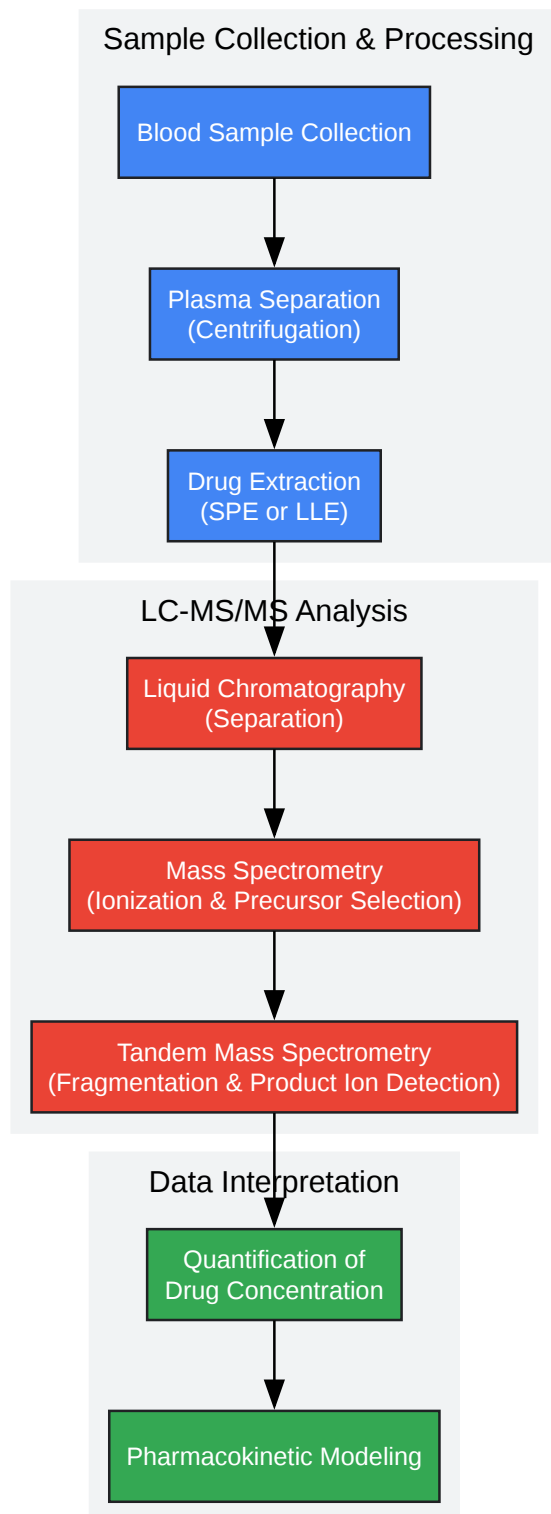 Sample Collection & Processing
Blood Sample Collection
Plasma Separation
(Centrifugation)
Drug Extraction
(SPE or LLE)
LC-MS/MS Analysis
Liquid Chromatography
(Separation)
Mass Spectrometry
(Ionization & Precursor Selection)
Tandem Mass Spectrometry
(Fragmentation & Product Ion Detection)
Data Interpretation
Quantification of
Drug Concentration
Pharmacokinetic Modeling